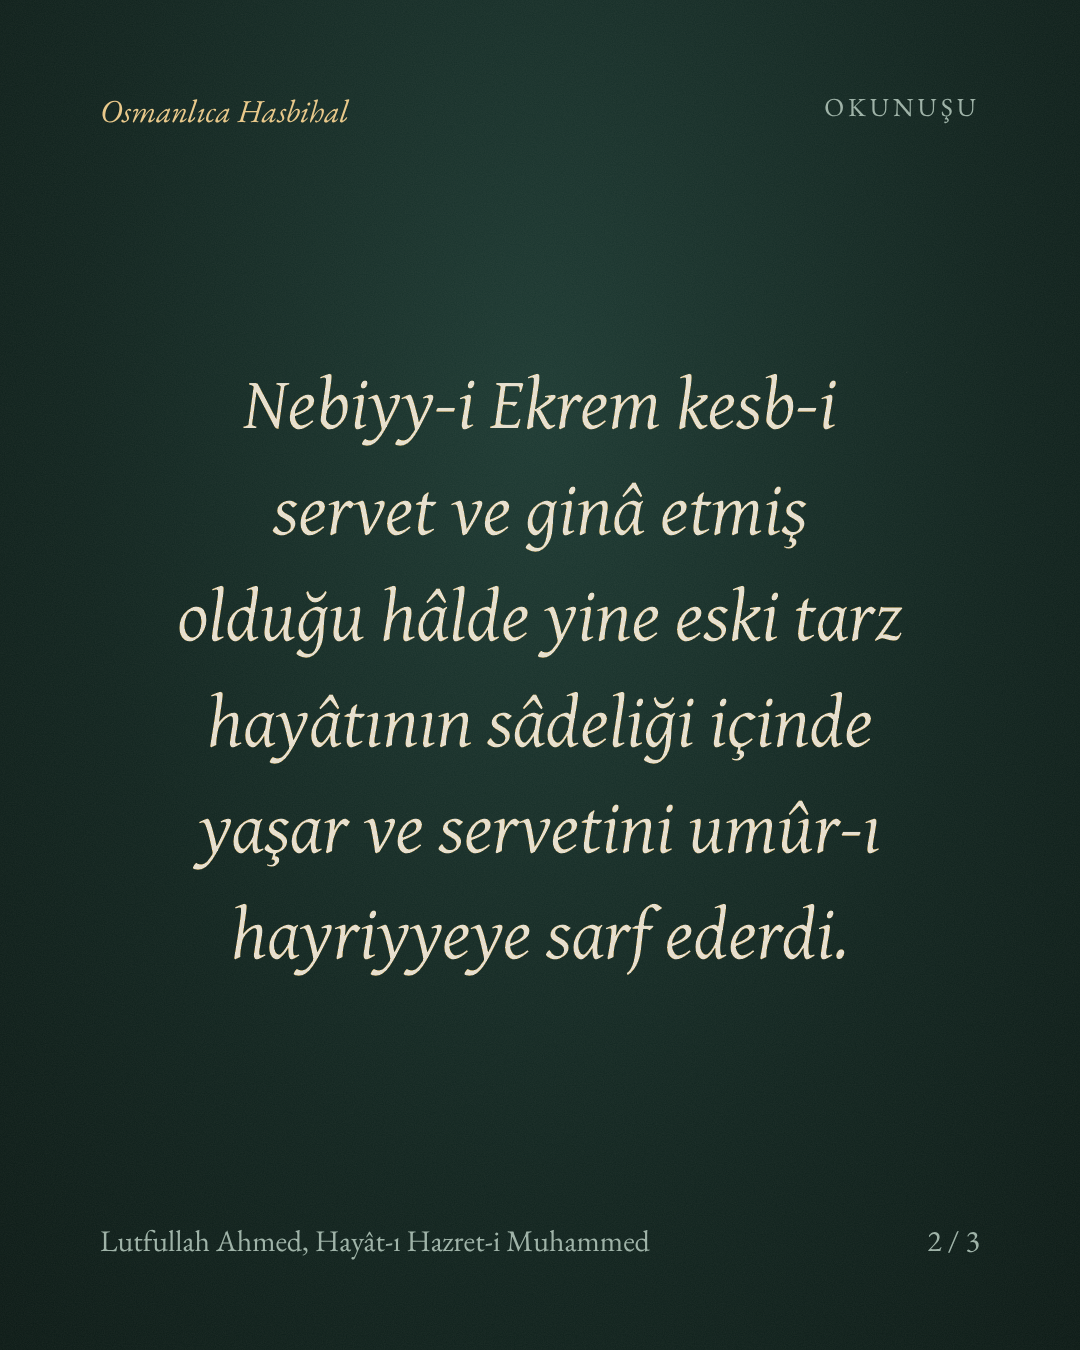 Osmanlıca Hasbihal
OKUNUŞU
Nebiyy-i Ekrem kesb-i
servet ve ginâ etmiş
olduğu hâlde yine eski tarz
hayâtının sâdeliği içinde
yaşar ve servetini umûr-ı
hayriyyeye sarf ederdi.
Lutfullah Ahmed, Hayât-ı Hazret-i Muhammed
2 / 3